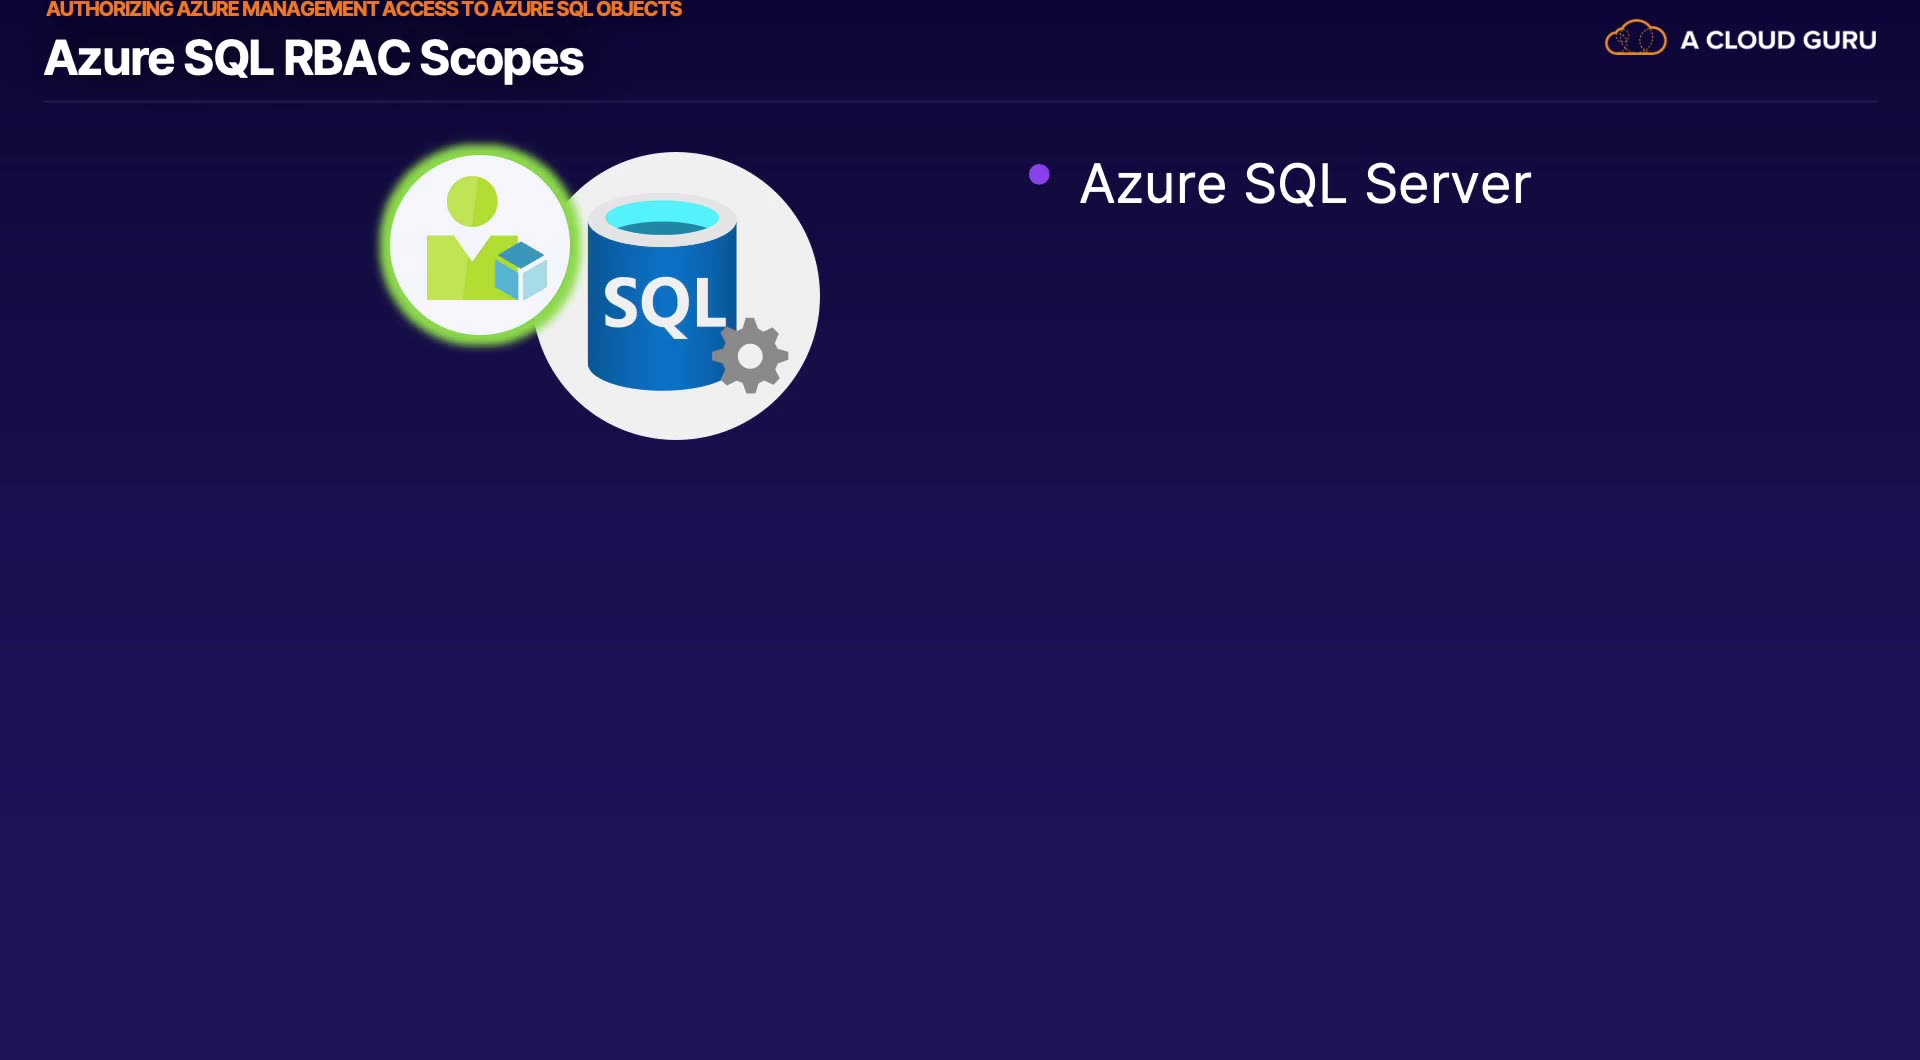 AUTHORIZING AZURE MANAGEMENT ACCESS TO AZURE SQL OBJECTS
Azure SQL RBAC Scopes
A CLOUD GURU
SQL
Azure SQL Server